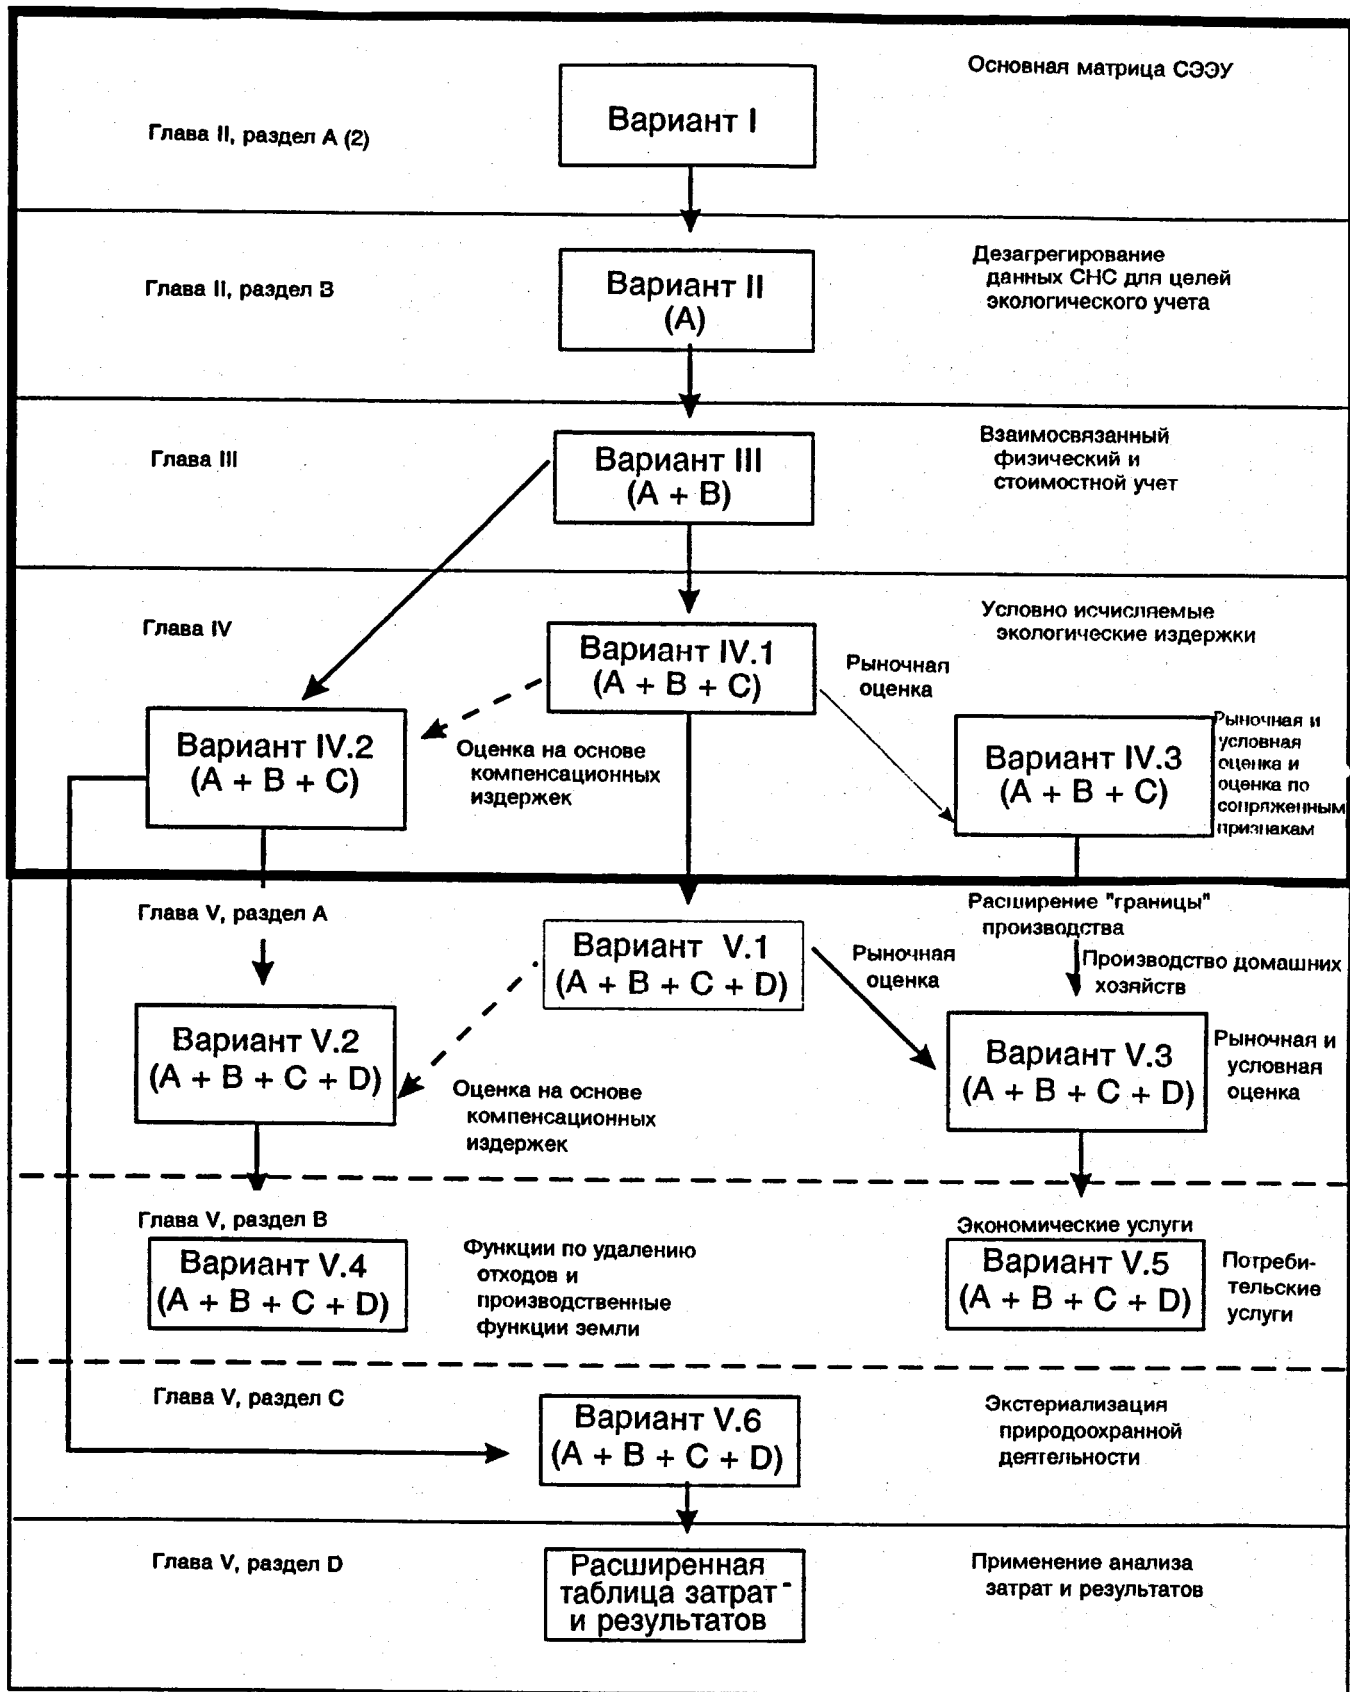 Основная матрица СЭЭУ
Вариант I
Глава II, раздел A (2)
Дезагрегирование
данных СНС для целей
экологического учета
Глава II, раздел B
Вариант II
(A)
Взаимосвязанный
физический и
стоимостной учет
Глава III
Вариант III
(A + B)
Условно исчисляемые
экологические издержки
Глава IV
Вариант IV.1
(A + B + C)
Рыночная
оценка
Вариант IV.2
(A + B + C)
Оценка на основе
компенсационных
издержек
Вариант IV.3
(A + B + C)
Рыночная и
условная
оценка и
оценка по
сопряженным
признакам
Глава V, раздел A
Расширение "границы"
производства
Вариант V.1
(A + B + C + D)
Рыночная
оценка
Производство домашних
хозяйств
Вариант V.2
(A + B + C + D)
Оценка на основе
компенсационных
издержек
Вариант V.3
(A + B + C + D)
Рыночная и
условная
оценка
Глава V, раздел B
Экономические услуги
Вариант V.4
(A + B + C + D)
Функции по удалению
отходов и
производственные
функции земли
Вариант V.5
(A + B + C + D)
Потреби-
тельские
услуги
Глава V, раздел C
Вариант V.6
(A + B + C + D)
Экстериализация
природоохранной
деятельности
Глава V, раздел D
Расширенная
таблица затрат
и результатов
Применение анализа
затрат и результатов